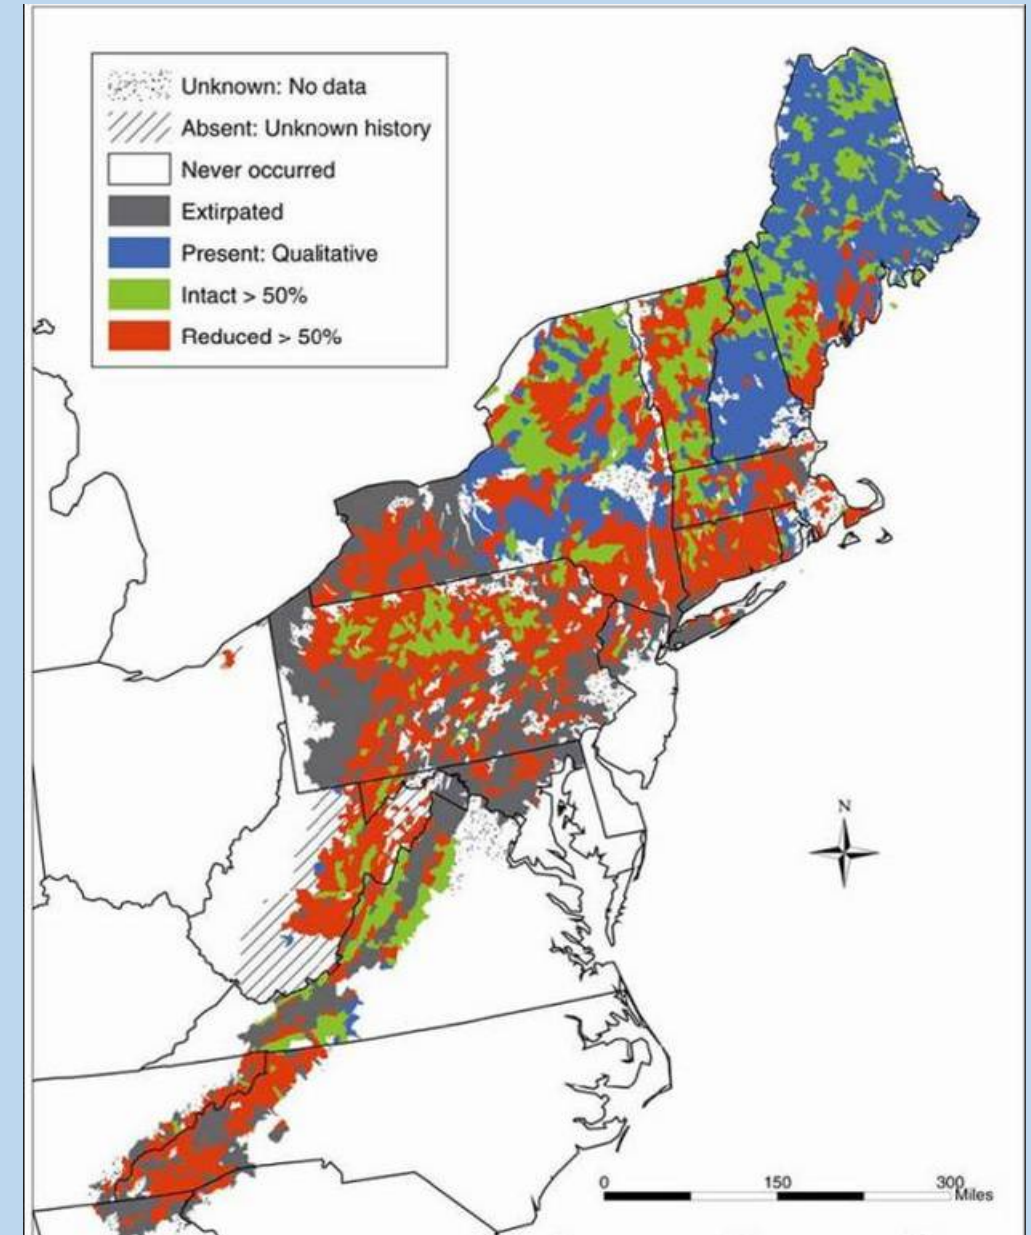 Unknown: No data
Absent: Unknown history
Never occurred
Extirpated
Present: Qualitative
Intact > 50%
Reduced > 50%
N
0 150 300
Miles